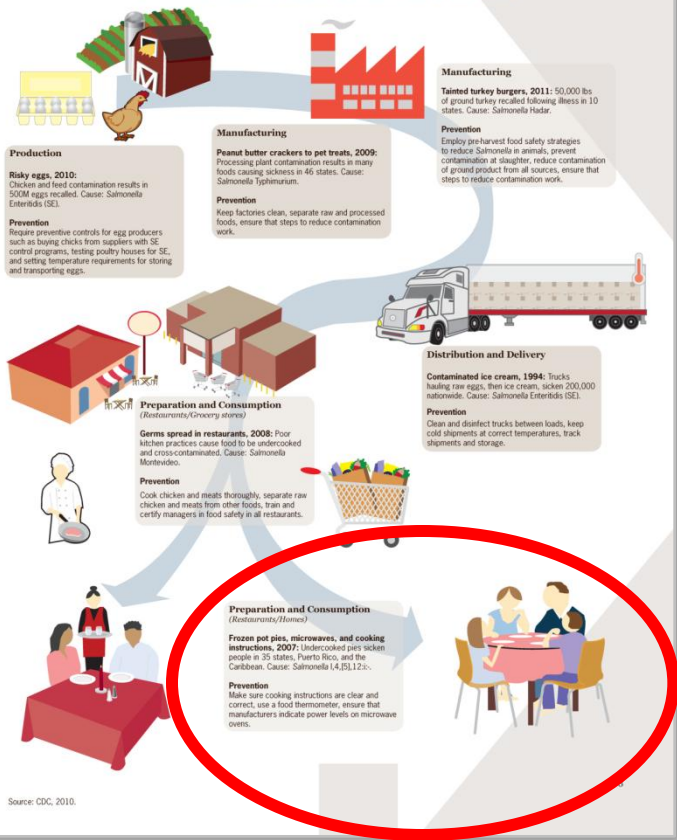 Manufacturing
Tainted turkey burgers, 2011: 50,000 lbs
of ground turkey recalled following illness in 10
states. Cause: Salmonella Hadar.
Prevention
Employ pre-harvest food safety strategies
to reduce Salmonella in animals, prevent
contamination at slaughter, reduce contamination
of ground product from all sources, ensure that
steps to reduce contamination work.
Manufacturing
Peanut butter crackers to pet treats, 2009:
Processing plant contamination results in many
foods causing sickness in 46 states. Cause:
Salmonella Typhimurium.
Prevention
Keep factories clean, separate raw and processed
foods, ensure that steps to reduce contamination
work.
Production
Risky eggs, 2010:
Chicken and feed contamination results in
500M eggs recalled. Cause: Salmonella
Enteritidis (SE).
Prevention
Require preventive controls for egg producers
such as buying chicks from suppliers with SE
control programs, testing poultry houses for SE,
and setting temperature requirements for storing
and transporting eggs.
Distribution and Delivery
Contaminated ice cream, 1994: Trucks
hauling raw eggs, then ice cream, sicken 200,000
nationwide. Cause: Salmonella Enteritidis (SE).
Prevention
Clean and disinfect trucks between loads, keep
cold shipments at correct temperatures, track
shipments and storage.
Preparation and Consumption
(Restaurants/Grocery stores)
Germs spread in restaurants, 2008: Poor
kitchen practices cause food to be undercooked
and cross-contaminated. Cause: Salmonella
Montevideo.
Prevention
Cook chicken and meats thoroughly, separate raw
chicken and meats from other foods, train and
certify managers in food safety in all restaurants.
Preparation and Consumption
(Restaurants/Homes)
Frozen pot pies, microwaves, and cooking
instructions, 2007: Undercooked pies sicken
people in 35 states, Puerto Rico, and the
Caribbean. Cause: Salmonella I,4,[5],12:i:-.
Prevention
Make sure cooking instructions are clear and
correct, use a food thermometer, ensure that
manufacturers indicate power levels on microwave
ovens.
Source: CDC, 2010.